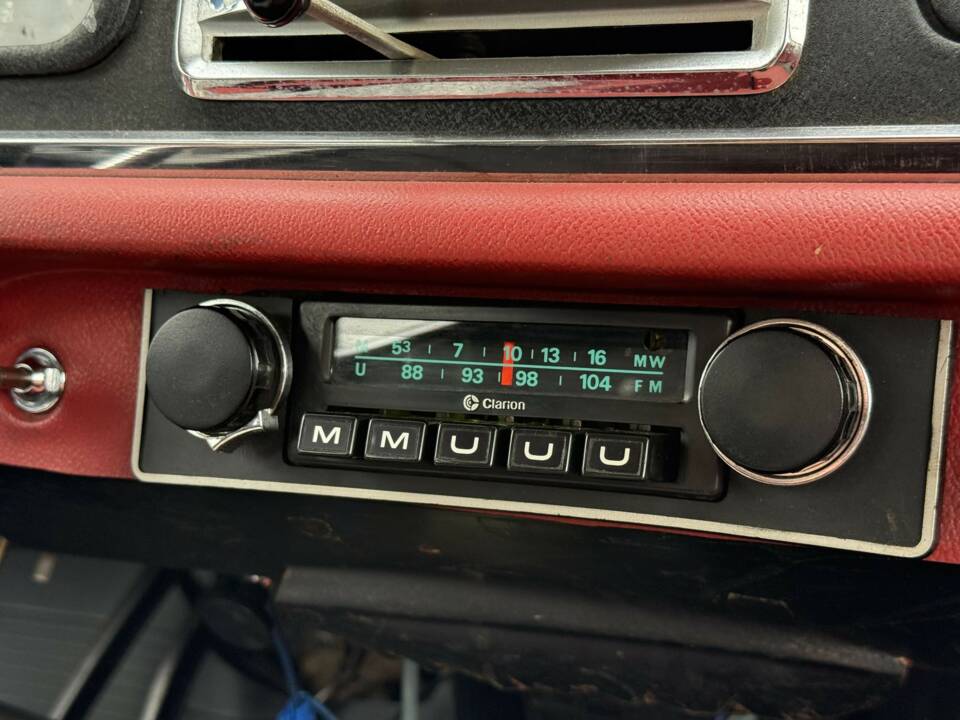 M 53 7 10 13 16 MW
U 88 93 98 104 FM
Clarion
M M U U U